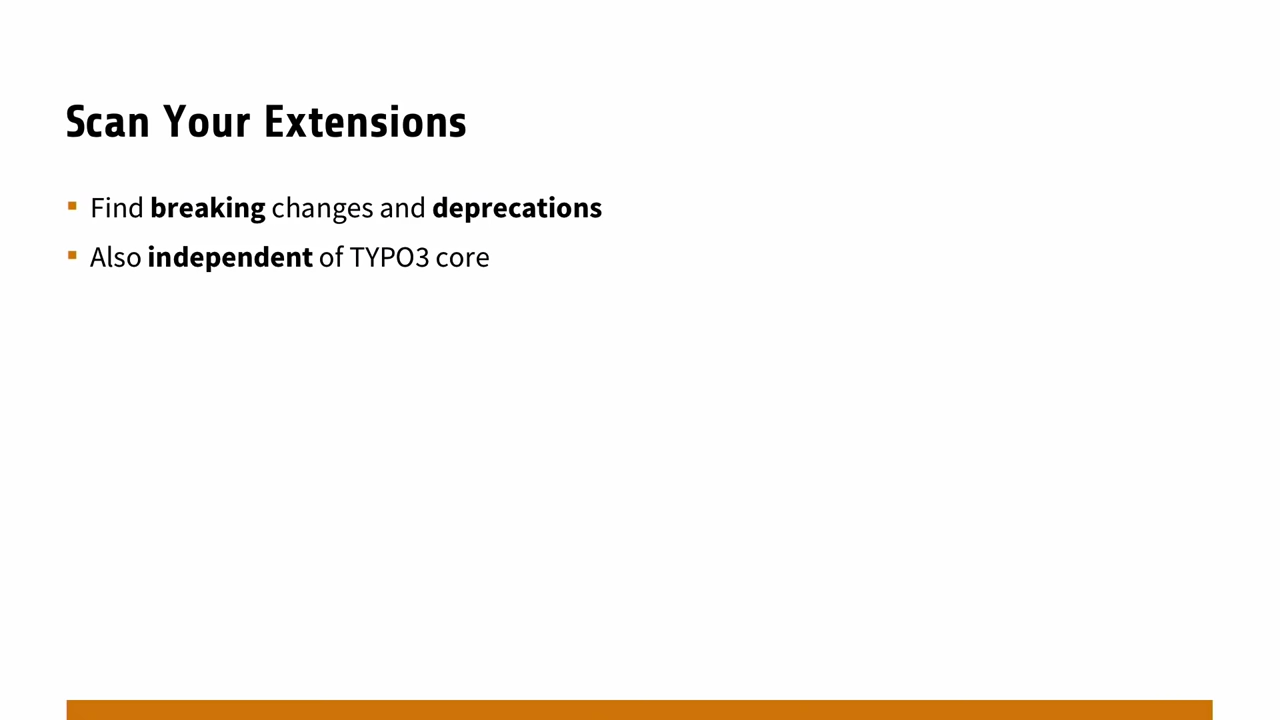 Scan Your Extensions
Find breaking changes and deprecations
Also independent of TYPO3 core